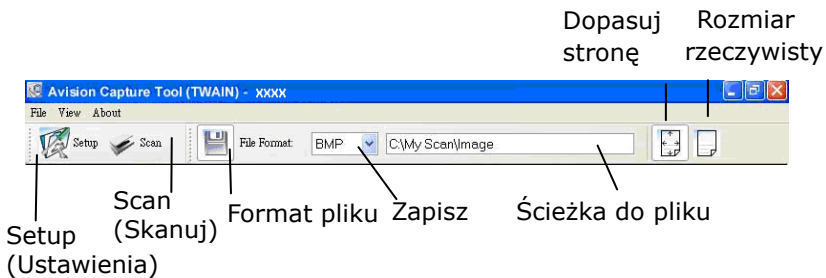 Dopasuj
stronę
Rozmiar
rzeczywisty
Avision Capture Tool (TWAIN) - xxxx
File View About
Setup Scan File Format: BMP C:\My Scan\Image
Scan
(Skanuj)
Format pliku
Zapisz
Ścieżka do pliku
Setup
(Ustawienia)